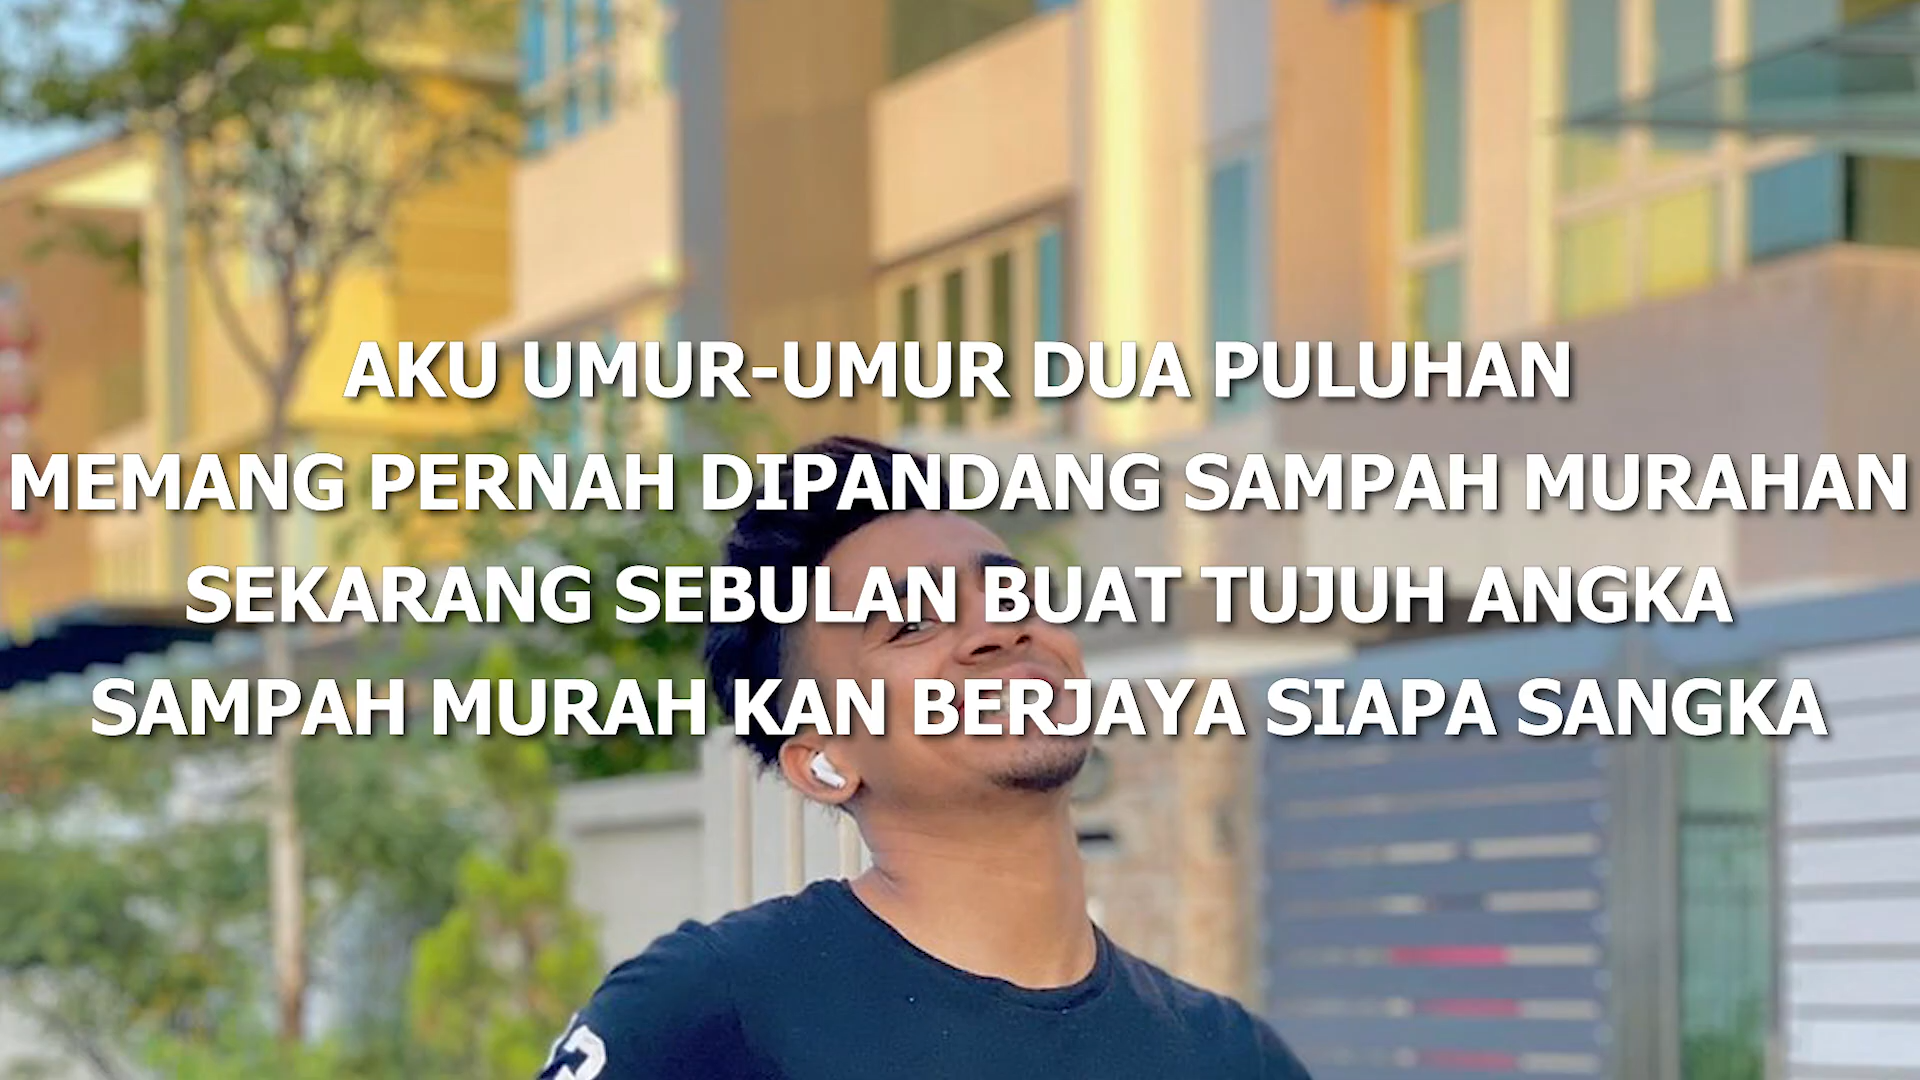 AKU UMUR-UMUR DUA PULUHAN
MEMANG PERNAH DIPANDANG SAMPAH MURAHAN
SEKARANG SEBULAN BUAT TUJUH ANGKA
SAMPAH MURAH KAN BERJAYA SIAPA SANGKA